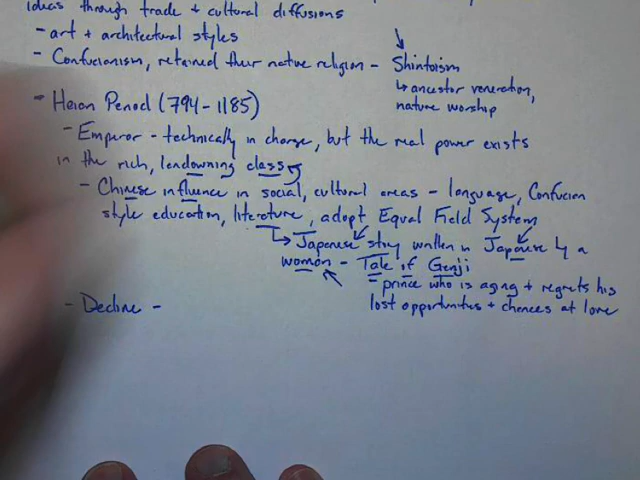 ideas through trade + cultural diffusions
- art + architectural styles
- Confucianism, retained their native religion - Shintoism
↳ ancestor veneration,
nature worship
- Heian Period (794-1185)
- Emperor - technically in charge, but the real power exists
in the rich, landowning class
- Chinese influence in social, cultural areas - language, Confucian
style education, literature, adopt Equal Field System
↳ Japanese story written in Japanese by a
woman - Tale of Genji
- prince who is aging + regrets his
lost opportunities + chances at love
- Decline -